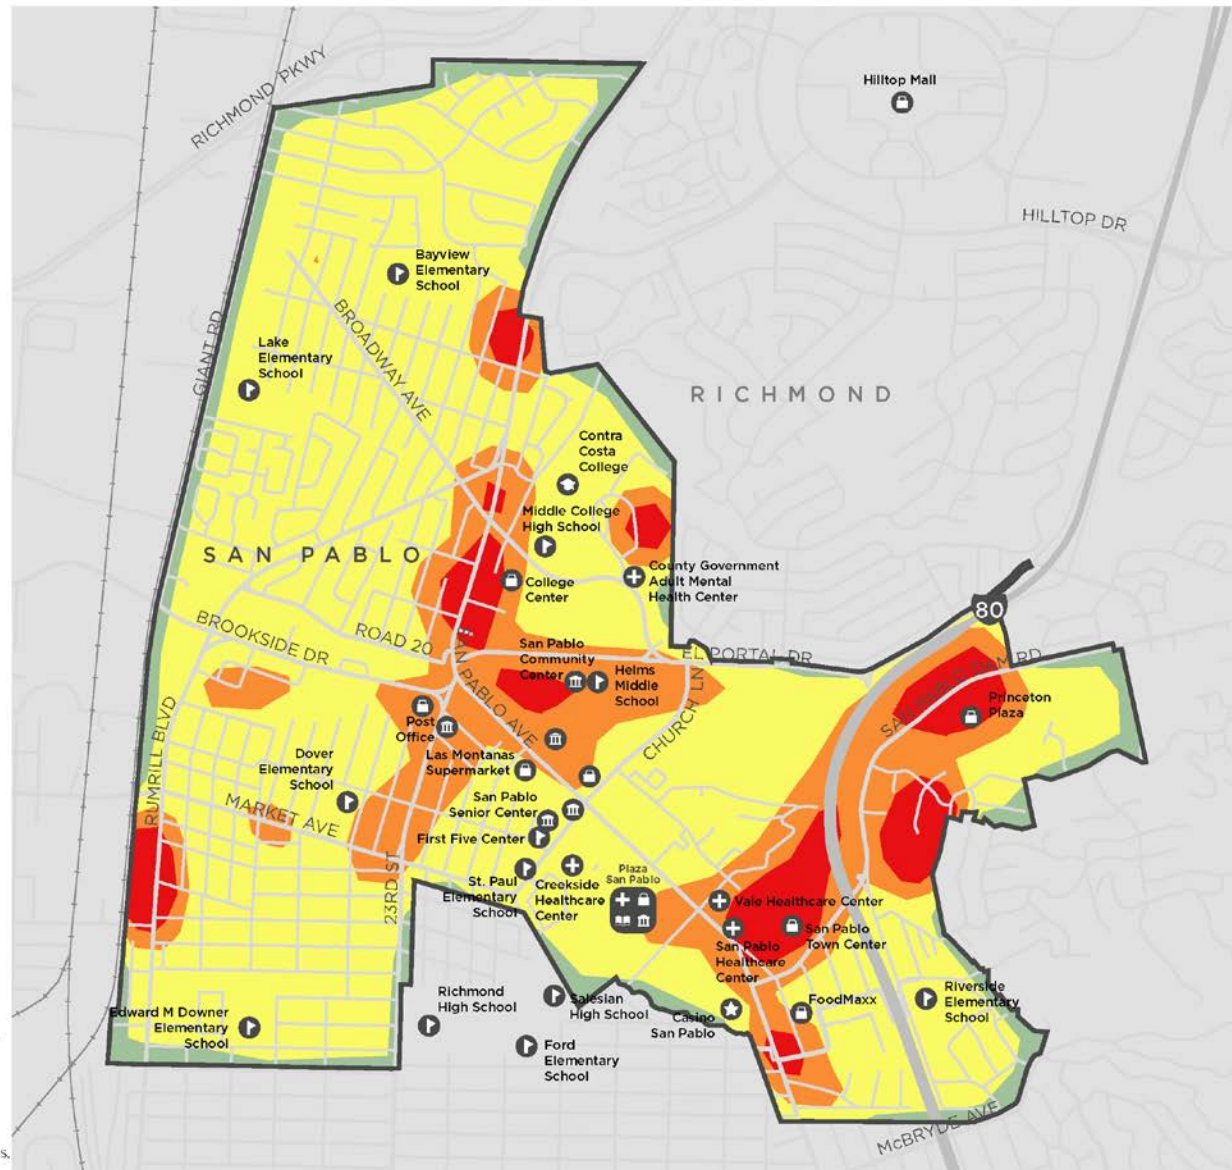 Hilltop Mall
RICHMOND PKWY
HILLTOP DR
Bayview
Elementary
School
BROADWAY AVE
GIANT RD
Lake
Elementary
School
RICHMOND
Contra
Costa
College
Middle College
High School
SAN PABLO
College
Center
County Government
Adult Mental
Health Center
80
BROOKSIDE DR
ROAD 20
San Pablo
Community
Center
Helms
Middle
School
EL PORTAL DR
SAN PABLO DAM RD
Princeton
Plaza
SAN PABLO AVE
CHURCH LN
Post
Office
RUMRILL BLVD
Las Montanas
Supermarket
Dover
Elementary
School
MARKET AVE
San Pablo
Senior Center
First Five Center
23RD ST
St. Paul
Elementary
School
Creekside
Healthcare
Center
Plaza
San Pablo
Vale Healthcare Center
San Pablo
Town Center
San Pablo
Healthcare
Center
Richmond
High School
Salesian
High School
Casino
San Pablo
FoodMaxx
Riverside
Elementary
School
Edward M Downer
Elementary
School
Ford
Elementary
School
McBRYDE AVE
s.